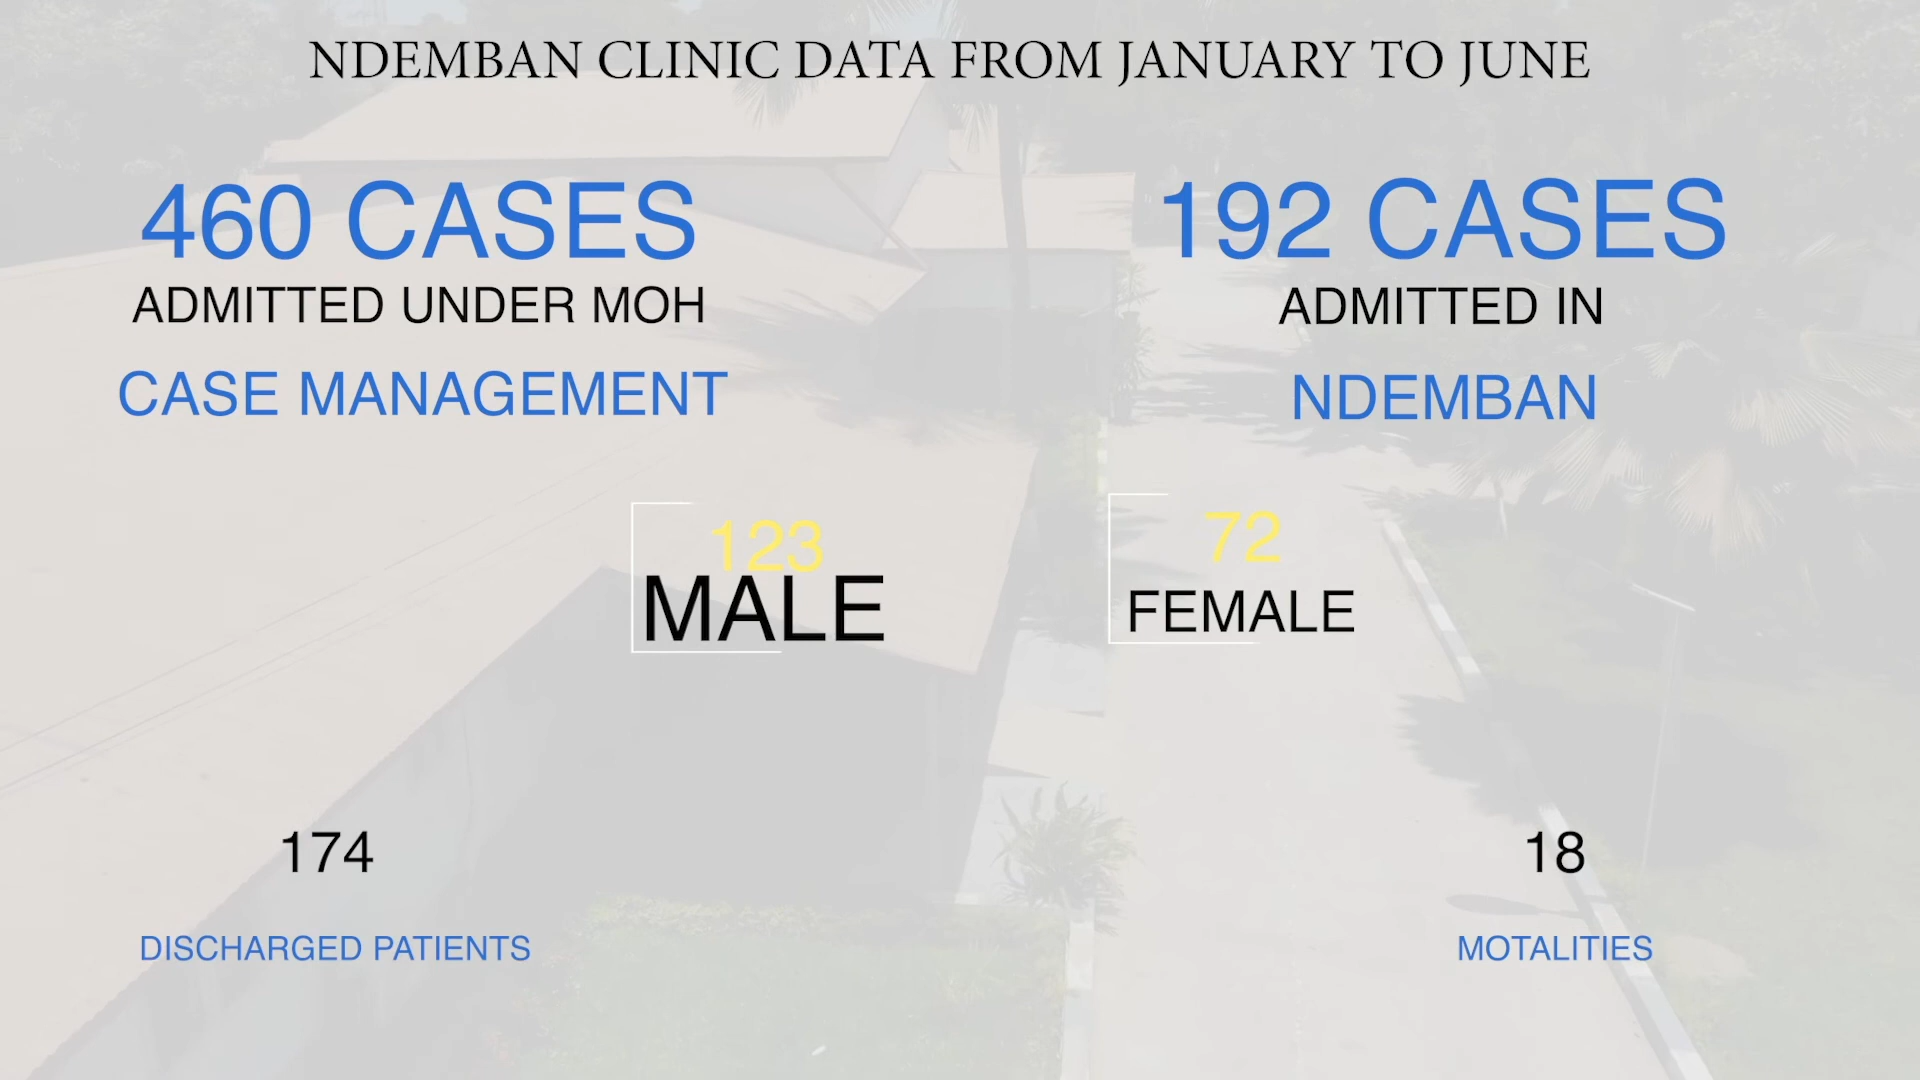 NDEMBAN CLINIC DATA FROM JANUARY TO JUNE
460 CASES
ADMITTED UNDER MOH
CASE MANAGEMENT
192 CASES
ADMITTED IN
NDEMBAN
123
MALE
72
FEMALE
174
DISCHARGED PATIENTS
18
MOTALITIES